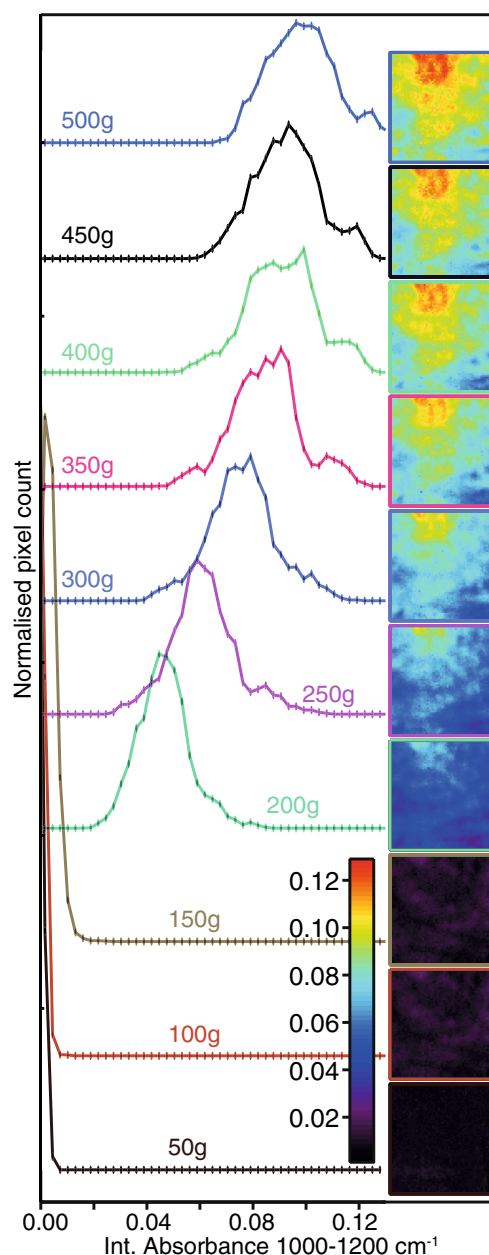 500g
450g
400g
350g
300g
250g
200g
150g
100g
50g
Normalised pixel count
0.12
0.10
0.08
0.06
0.04
0.02
0.00 0.04 0.08 0.12
Int. Absorbance 1000-1200 cm⁻¹